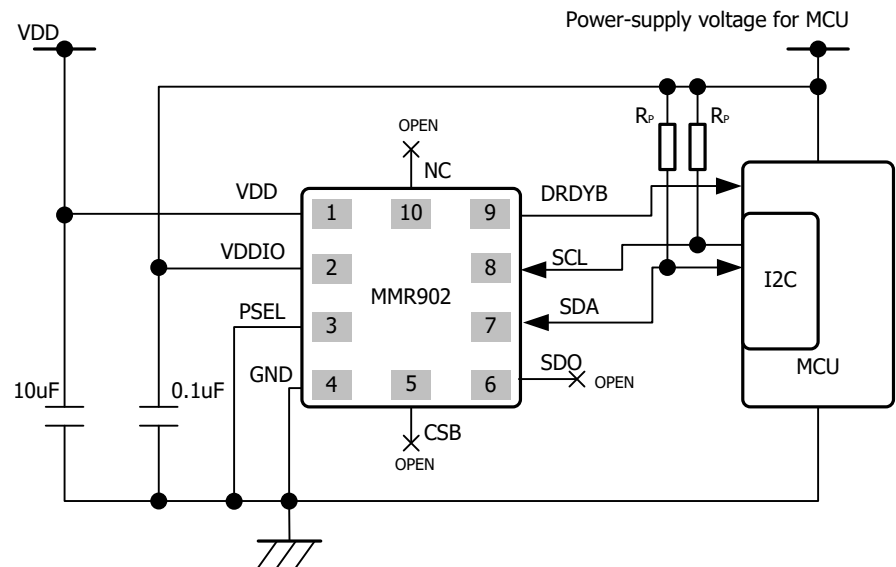 Power-supply voltage for MCU
VDD
RP
RP
OPEN
NC
VDD
DRDYB
1
10
9
VDDIO
SCL
2
8
I2C
MMR902
PSEL
SDA
3
7
MCU
GND
SDO
10uF
0.1uF
4
5
6
OPEN
CSB
OPEN